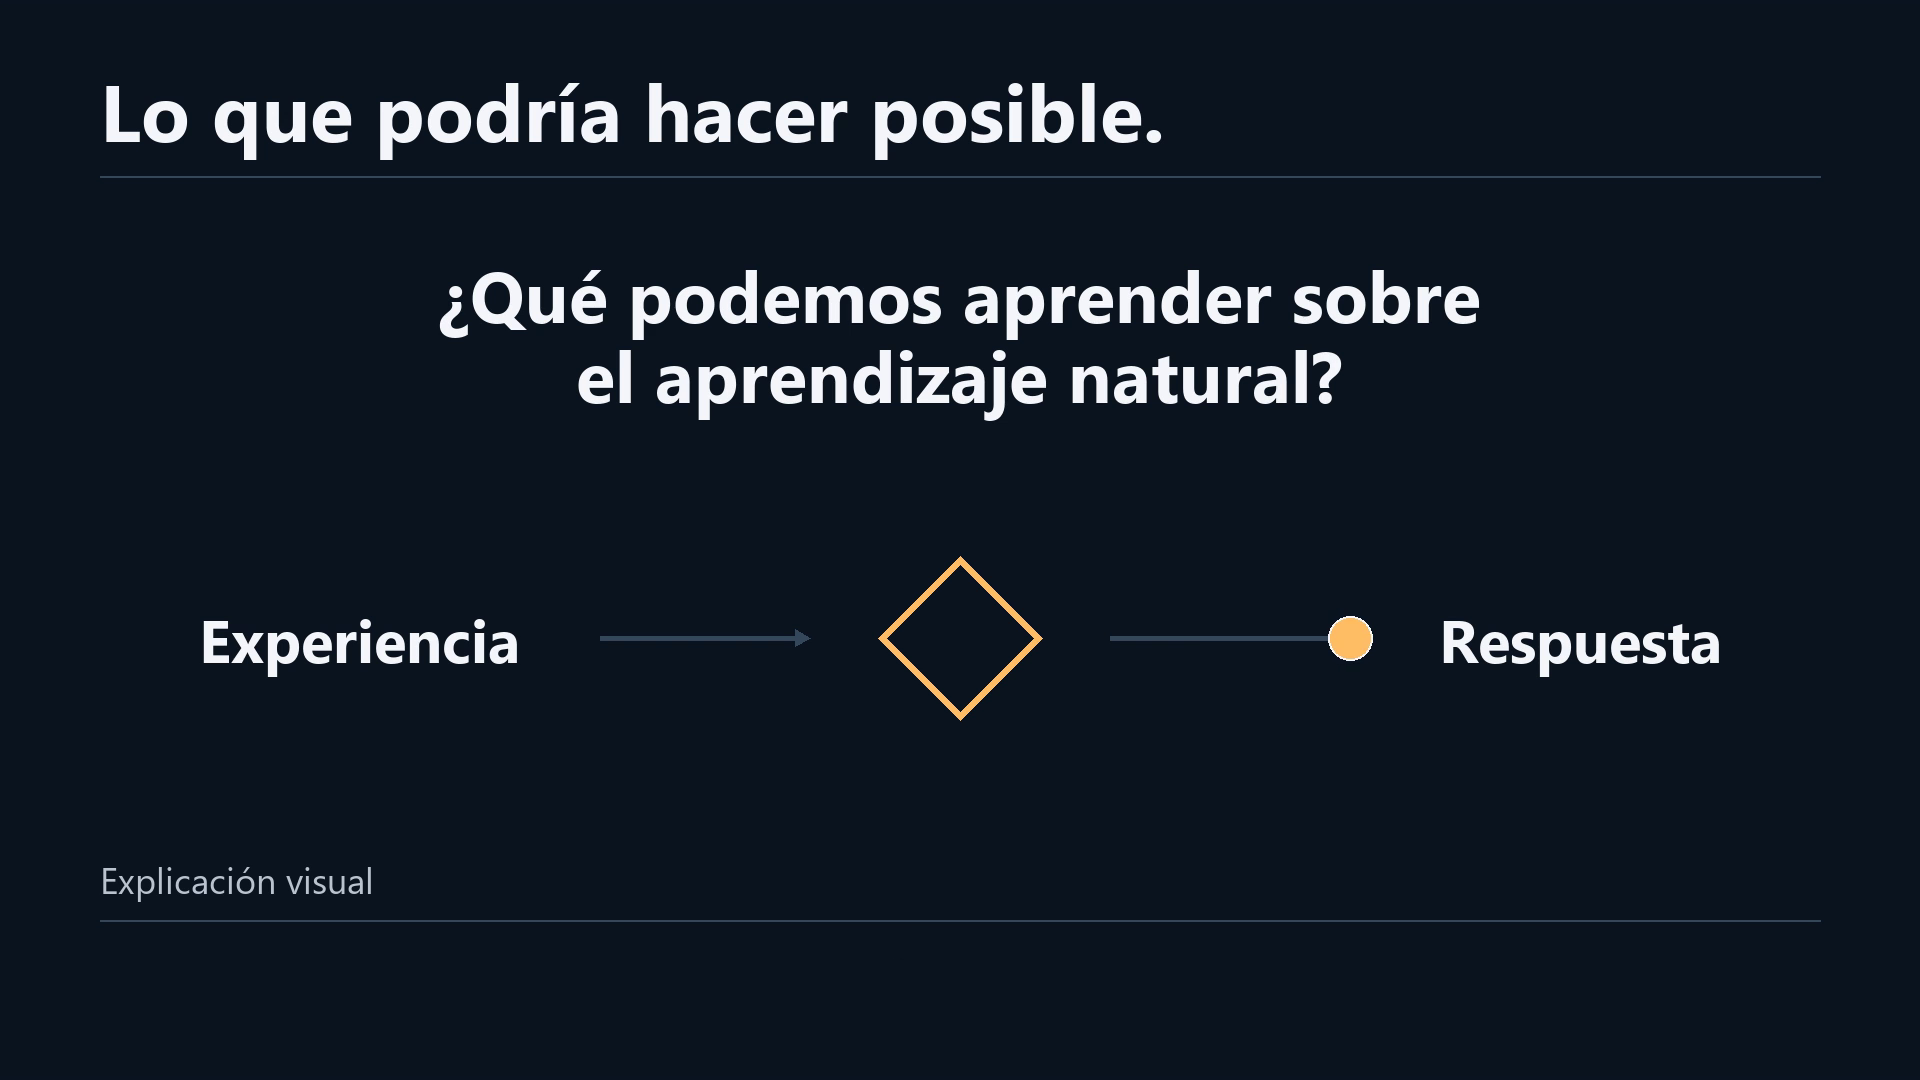 Lo que podría hacer posible.
¿Qué podemos aprender sobre
el aprendizaje natural?
Experiencia
Respuesta
Explicación visual